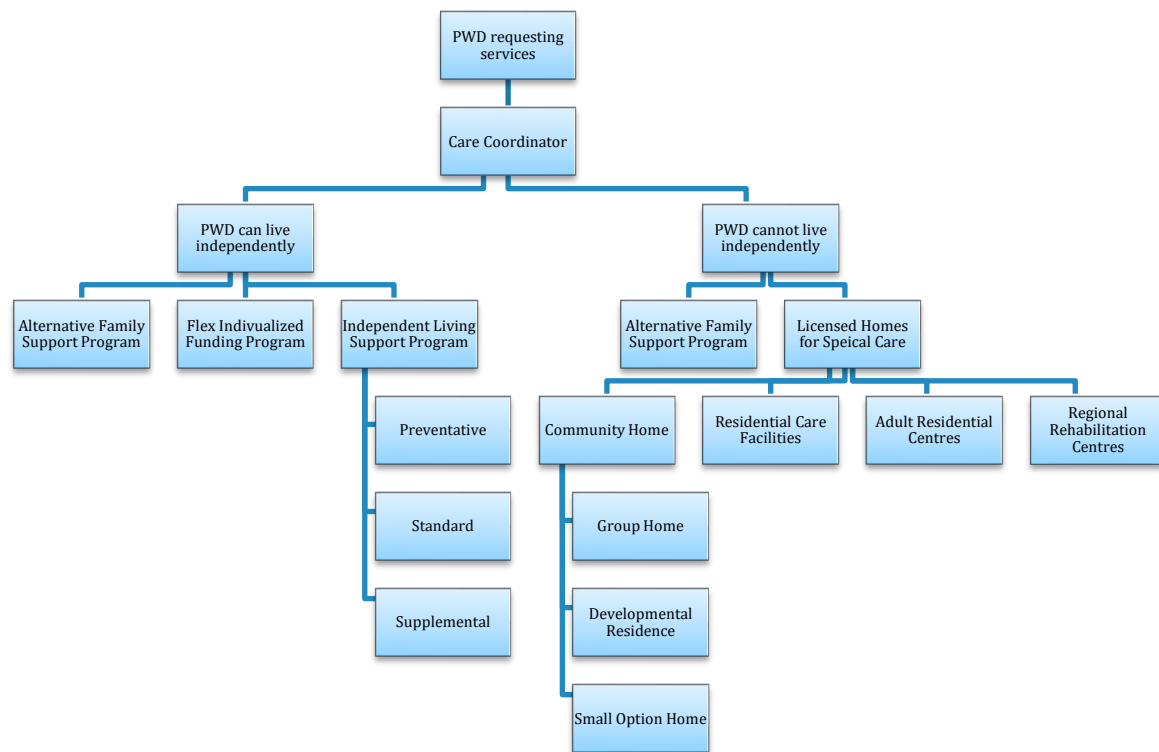 PWD requesting
services
Care Coordinator
PWD can live
independently
PWD cannot live
independently
Alternative Family
Support Program
Flex Indivualized
Funding Program
Independent Living
Support Program
Alternative Family
Support Program
Licensed Homes
for Speical Care
Preventative
Standard
Supplemental
Community Home
Residential Care
Facilities
Adult Residential
Centres
Regional
Rehabilitation
Centres
Group Home
Developmental
Residence
Small Option Home